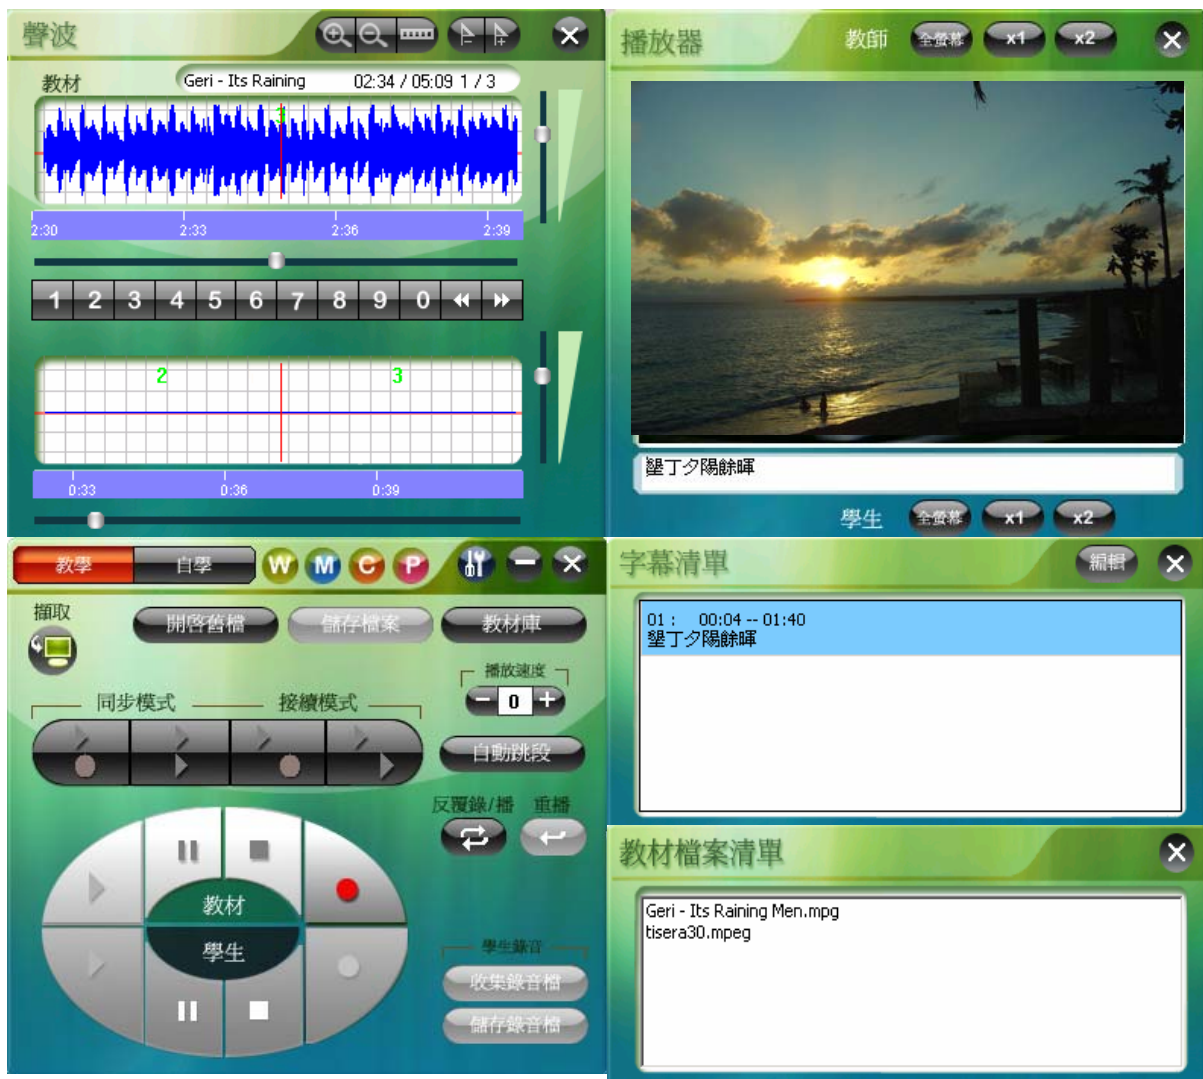 聲波
教材 Geri - Its Raining 02:34 / 05:09 1 / 3
3
2:30 2:33 2:36 2:39
1 2 3 4 5 6 7 8 9 0
2 3
0:33 0:36 0:39
播放器 教師 全螢幕 x1 x2
墾丁夕陽餘暉
學生 全螢幕 x1 x2
教學 自學 W M C P
擷取 開啓舊檔 儲存檔案 教材庫
播放速度
0
同步模式 接續模式
自動跳段
反覆錄/播 重播
教材
學生
學生錄音
收集錄音檔
儲存錄音檔
字幕清單 編輯
01 : 00:04 -- 01:40
墾丁夕陽餘暉
教材檔案清單
Geri - Its Raining Men.mpg
tisera30.mpeg